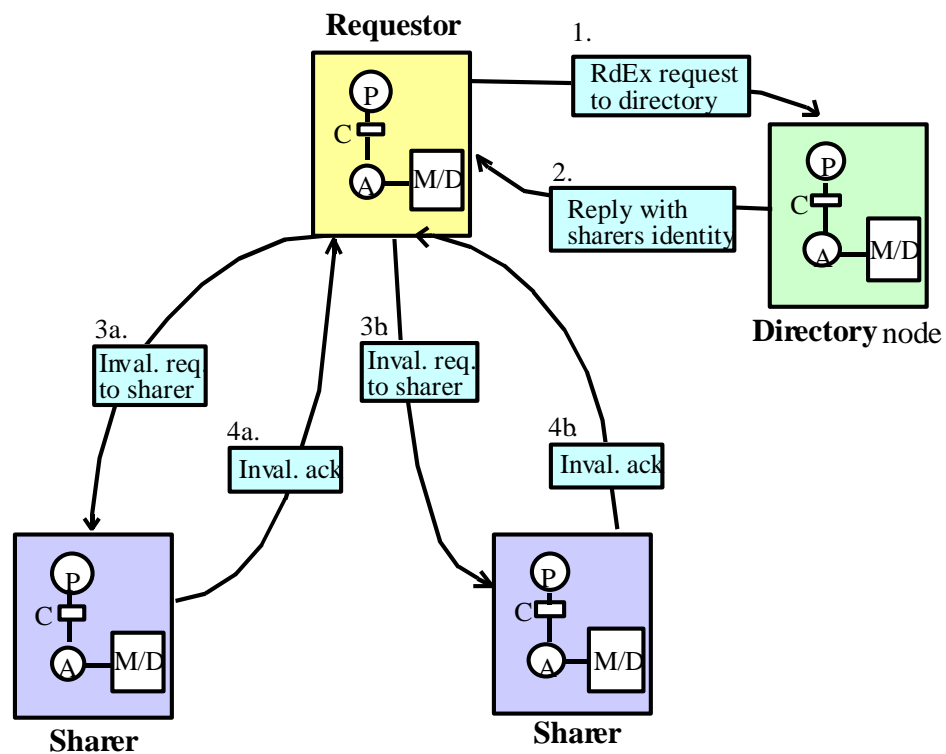 Requestor
1.
RdEx request
to directory
P
C
A
M/D
2.
Reply with
sharers identity
P
C
A
M/D
Directory node
3a.
Inval. req.
to sharer
3b.
Inval. req.
to sharer
4a.
Inval. ack
4b.
Inval. ack
P
C
A
M/D
Sharer
P
C
A
M/D
Sharer